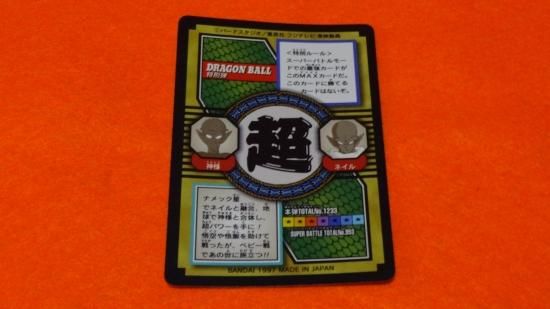 ©バードスタジオ/集英社・フジテレビ・東映動画
DRAGON BALL
特別弾
<特別ルール>
スーパーバトルモー
ドでの最強カードが
このMAXカードだ。
このカードに勝てる
カードはないぞ。
超
神様
ネイル
ナメック星
でネイルと融合、地
球で神様と合体し、
超パワーを手に!
悟空や悟飯を助けて
戦ったが、ベビー戦
であの世に旅立つ!!
本弾TOTALNo.1233
SUPER BATTLE TOTALNo.893
BANDAI 1997 MADE IN JAPAN